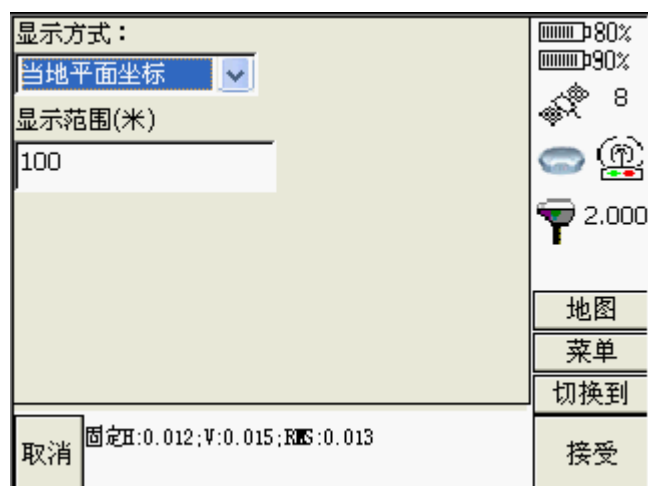 显示方式：
当地平面坐标
显示范围(米)
100
80%
90%
8
2.000
地图
菜单
切换到
取消
固定H:0.012;V:0.015;RMS:0.013
接受